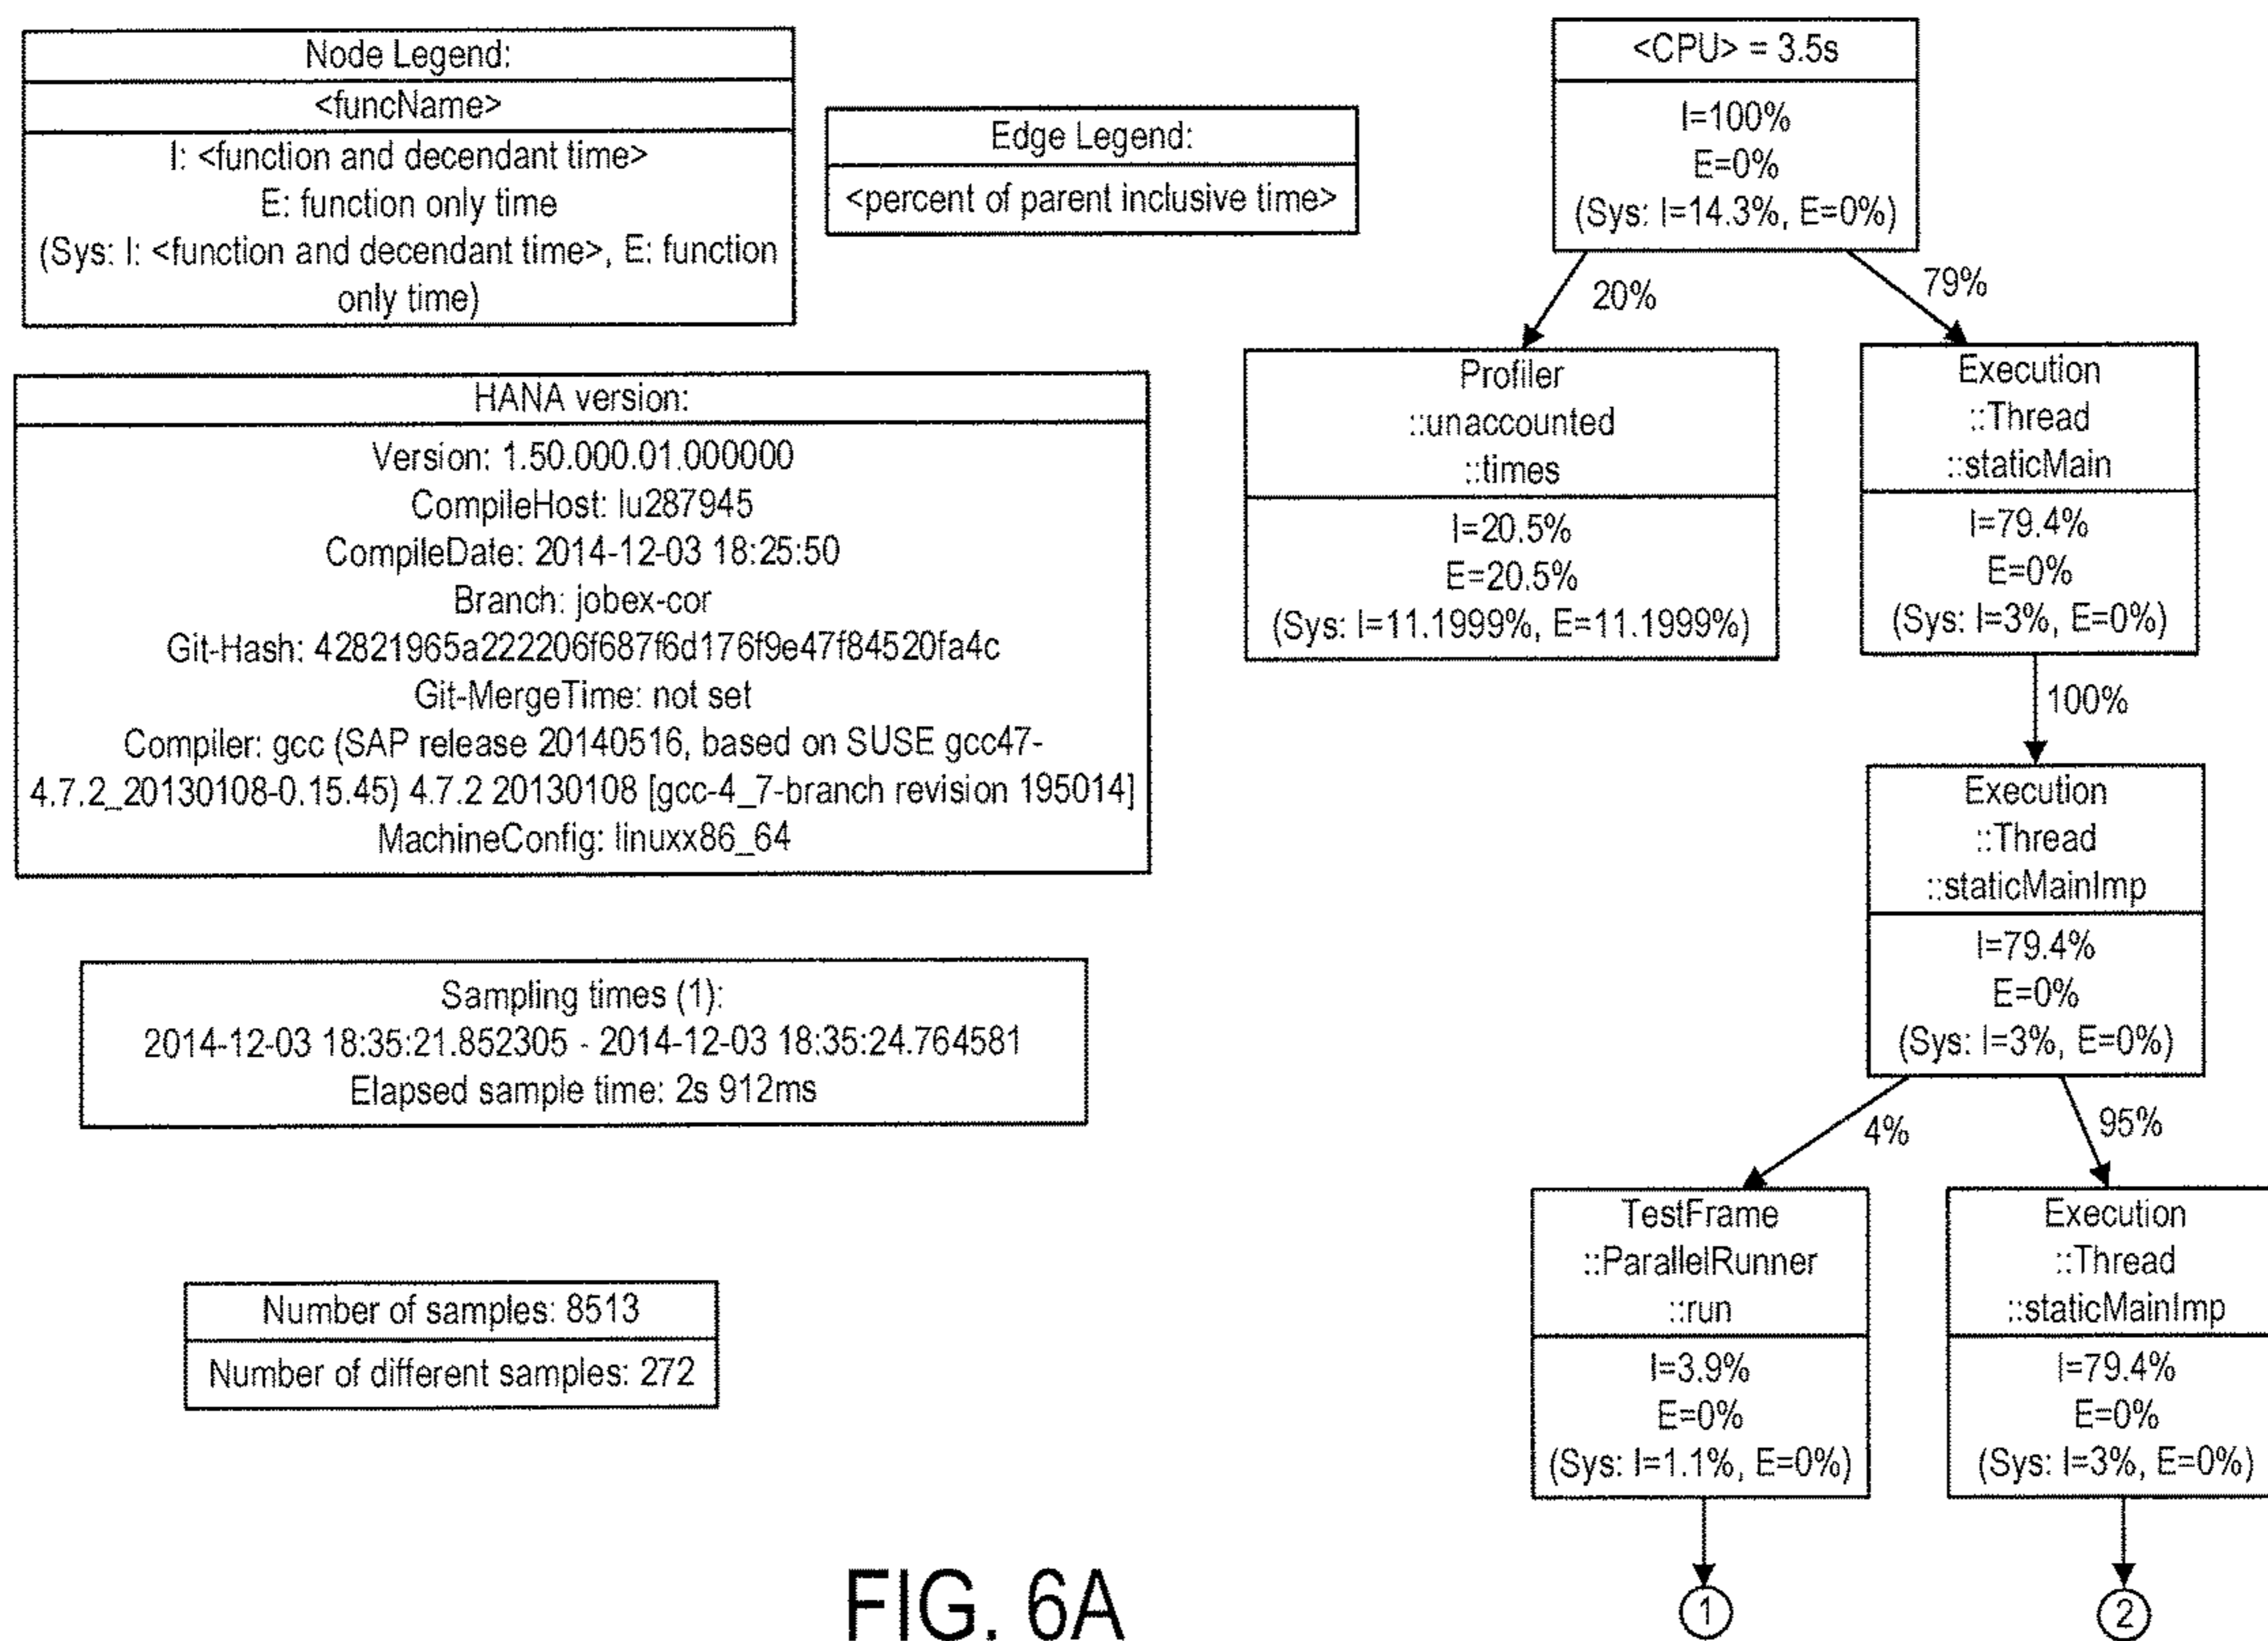 Node Legend:
<funcName>
I: <function and decendant time>
E: function only time
(Sys: I: <function and decendant time>, E: function
only time)
Edge Legend:
<percent of parent inclusive time>
HANA version:
Version: 1.50.000.01.000000
CompileHost: lu287945
CompileDate: 2014-12-03 18:25:50
Branch: jobex-cor
Git-Hash: 42821965a222206f687f6d176f9e47f84520fa4c
Git-MergeTime: not set
Compiler: gcc (SAP release 20140516, based on SUSE gcc47-
4.7.2_20130108-0.15.45) 4.7.2 20130108 [gcc-4_7-branch revision 195014]
MachineConfig: linuxx86_64
Sampling times (1):
2014-12-03 18:35:21.852305 - 2014-12-03 18:35:24.764581
Elapsed sample time: 2s 912ms
Number of samples: 8513
Number of different samples: 272
<CPU> = 3.5s
I=100%
E=0%
(Sys: I=14.3%, E=0%)
20%
79%
Profiler
::unaccounted
::times
I=20.5%
E=20.5%
(Sys: I=11.1999%, E=11.1999%)
Execution
::Thread
::staticMain
I=79.4%
E=0%
(Sys: I=3%, E=0%)
100%
Execution
::Thread
::staticMainImp
I=79.4%
E=0%
(Sys: I=3%, E=0%)
4%
95%
TestFrame
::ParallelRunner
::run
I=3.9%
E=0%
(Sys: I=1.1%, E=0%)
Execution
::Thread
::staticMainImp
I=79.4%
E=0%
(Sys: I=3%, E=0%)
1
2
FIG. 6A